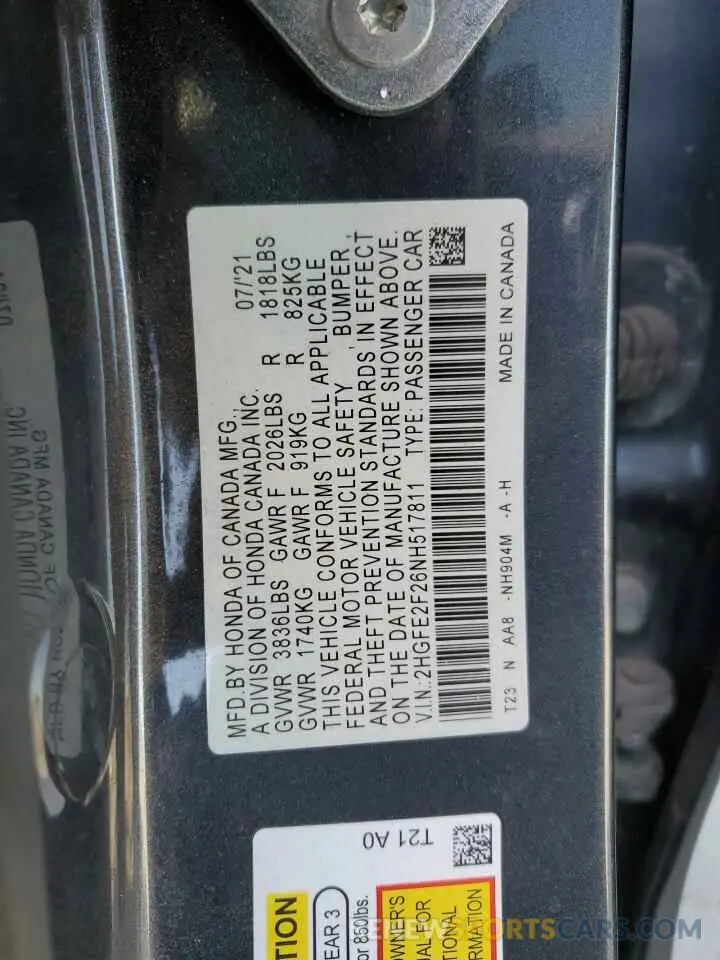 MFD.BY HONDA OF CANADA MFG., 07/'21
A DIVISION OF HONDA CANADA INC.
GVWR 3836LBS GAWR F 2026LBS R 1818LBS
GVWR 1740KG GAWR F 919KG R 825KG
THIS VEHICLE CONFORMS TO ALL APPLICABLE
FEDERAL MOTOR VEHICLE SAFETY , BUMPER ,
AND THEFT PREVENTION STANDARDS IN EFFECT
ON THE DATE OF MANUFACTURE SHOWN ABOVE.
V.I.N.:2HGFE2F26NH517811 TYPE: PASSENGER CAR
T23 N AA8 -NH904M -A -H MADE IN CANADA
T21 A0
TION
EAR 3
or 850lbs.
OWNER'S
AL FOR
TIONAL
RMATION
SPORTSCARS.COM